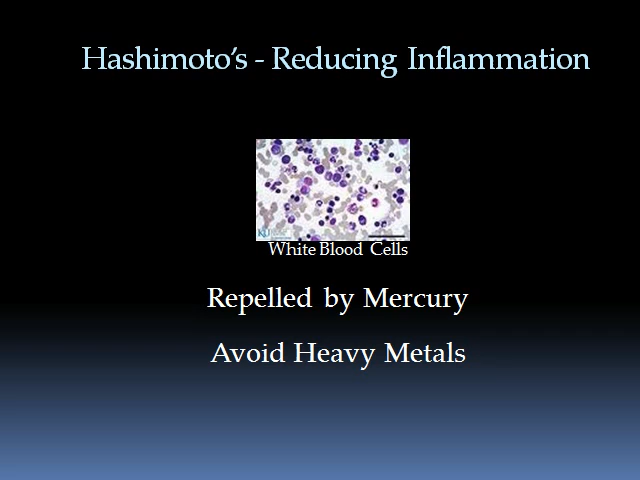 Hashimoto's - Reducing Inflammation
White Blood Cells
Repelled by Mercury
Avoid Heavy Metals